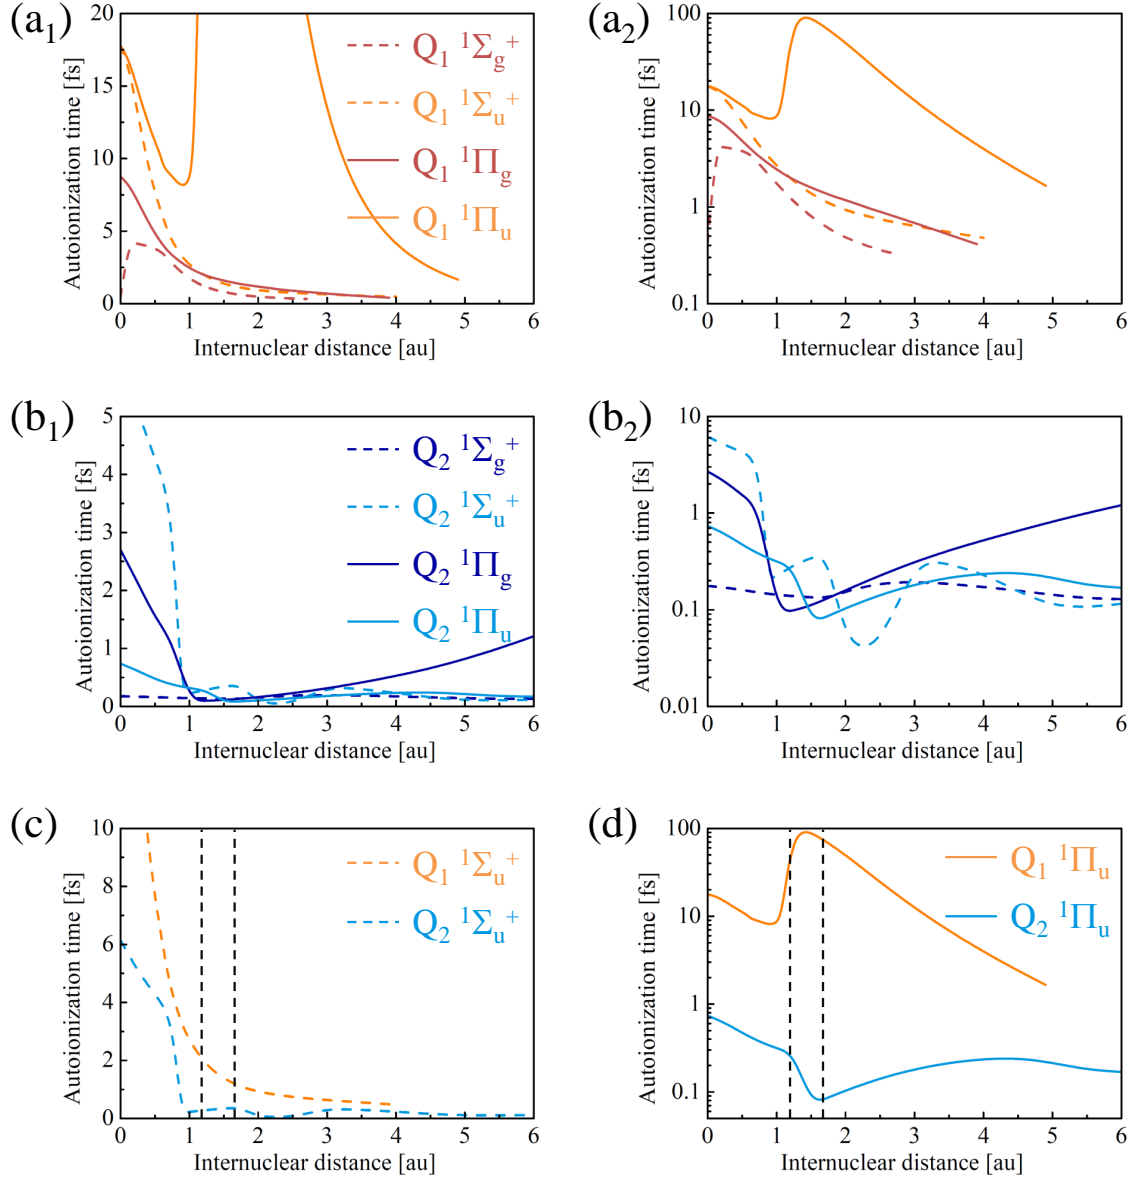 (a₁)
Autoionization time [fs]
20
15
10
5
0
0 1 2 3 4 5 6
Internuclear distance [au]
Q₁ ¹Σg⁺
Q₁ ¹Σu⁺
Q₁ ¹Πg
Q₁ ¹Πu
(a₂)
Autoionization time [fs]
100
10
1
0.1
0 1 2 3 4 5 6
Internuclear distance [au]
(b₁)
Autoionization time [fs]
5
4
3
2
1
0
0 1 2 3 4 5 6
Internuclear distance [au]
Q₂ ¹Σg⁺
Q₂ ¹Σu⁺
Q₂ ¹Πg
Q₂ ¹Πu
(b₂)
Autoionization time [fs]
10
1
0.1
0.01
0 1 2 3 4 5 6
Internuclear distance [au]
(c)
Autoionization time [fs]
10
8
6
4
2
0
0 1 2 3 4 5 6
Internuclear distance [au]
Q₁ ¹Σu⁺
Q₂ ¹Σu⁺
(d)
Autoionization time [fs]
100
10
1
0.1
0 1 2 3 4 5 6
Internuclear distance [au]
Q₁ ¹Πu
Q₂ ¹Πu